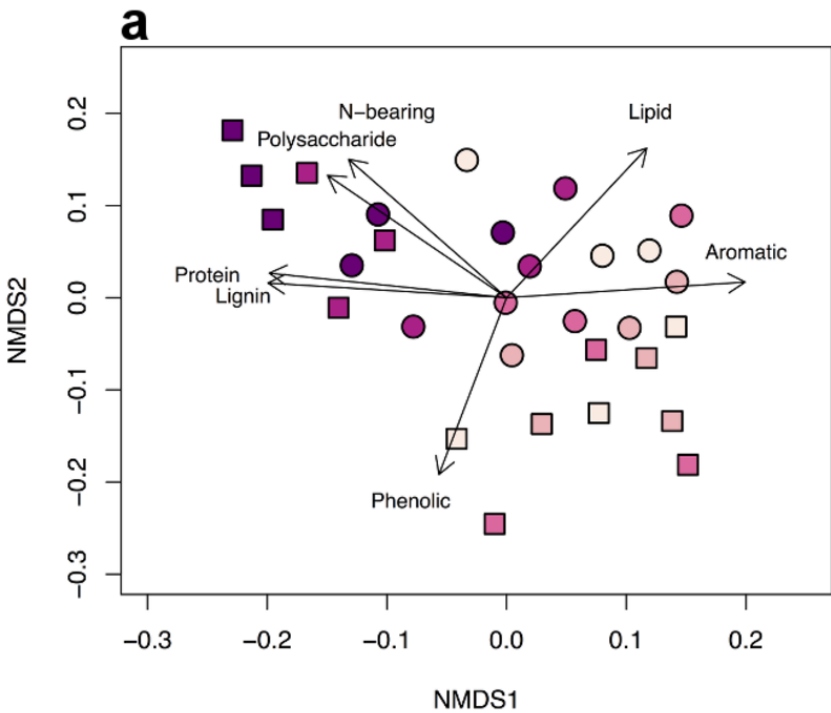 a
N−bearing
Lipid
Polysaccharide
Aromatic
Protein
Lignin
Phenolic
NMDS2
0.2
0.1
0.0
−0.1
−0.2
−0.3
−0.3 −0.2 −0.1 0.0 0.1 0.2
NMDS1